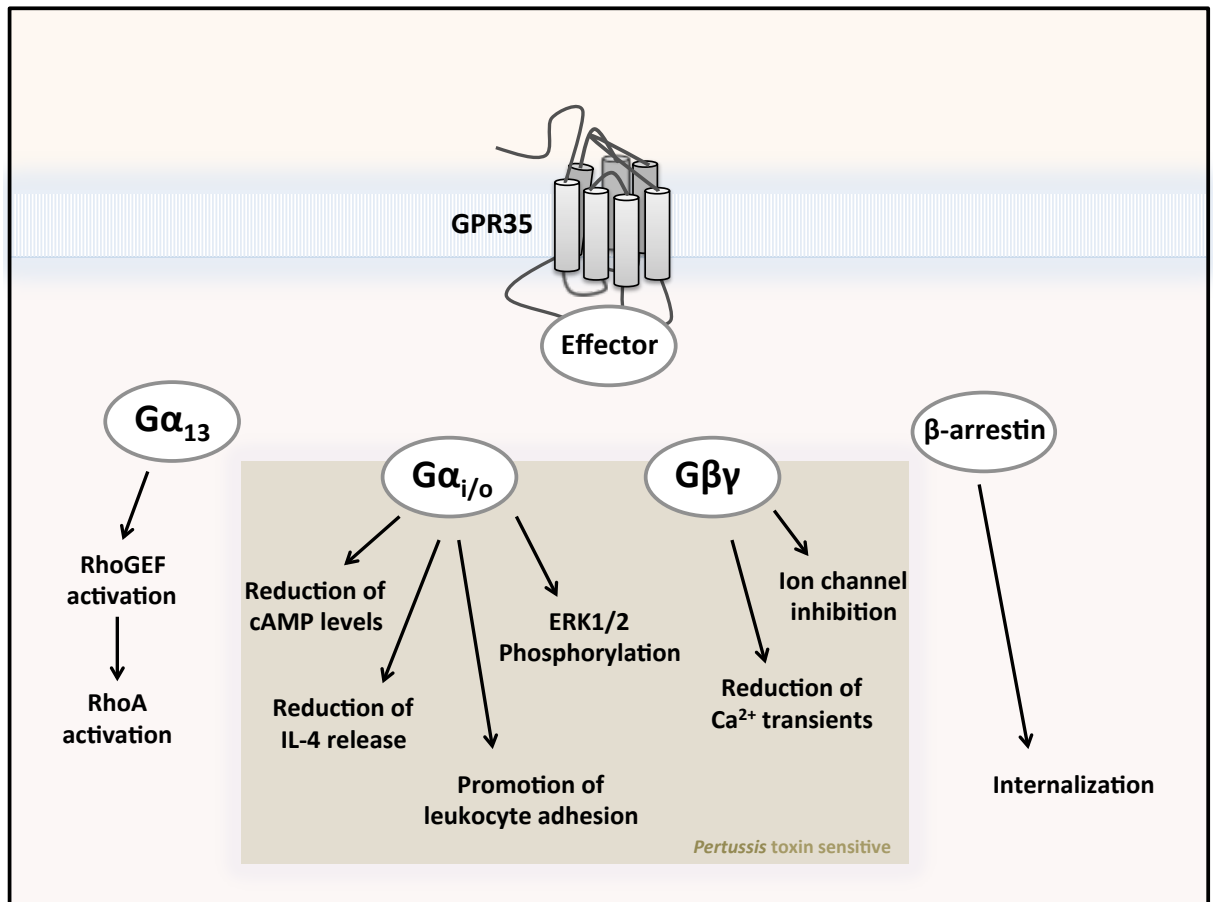 GPR35
Effector
Gα13
RhoGEF
activation
RhoA
activation
Gαi/o
Reduction of
cAMP levels
Reduction of
IL-4 release
Promotion of
leukocyte adhesion
ERK1/2
Phosphorylation
Gβγ
Ion channel
inhibition
Reduction of
Ca2+ transients
β-arrestin
Internalization
Pertussis toxin sensitive